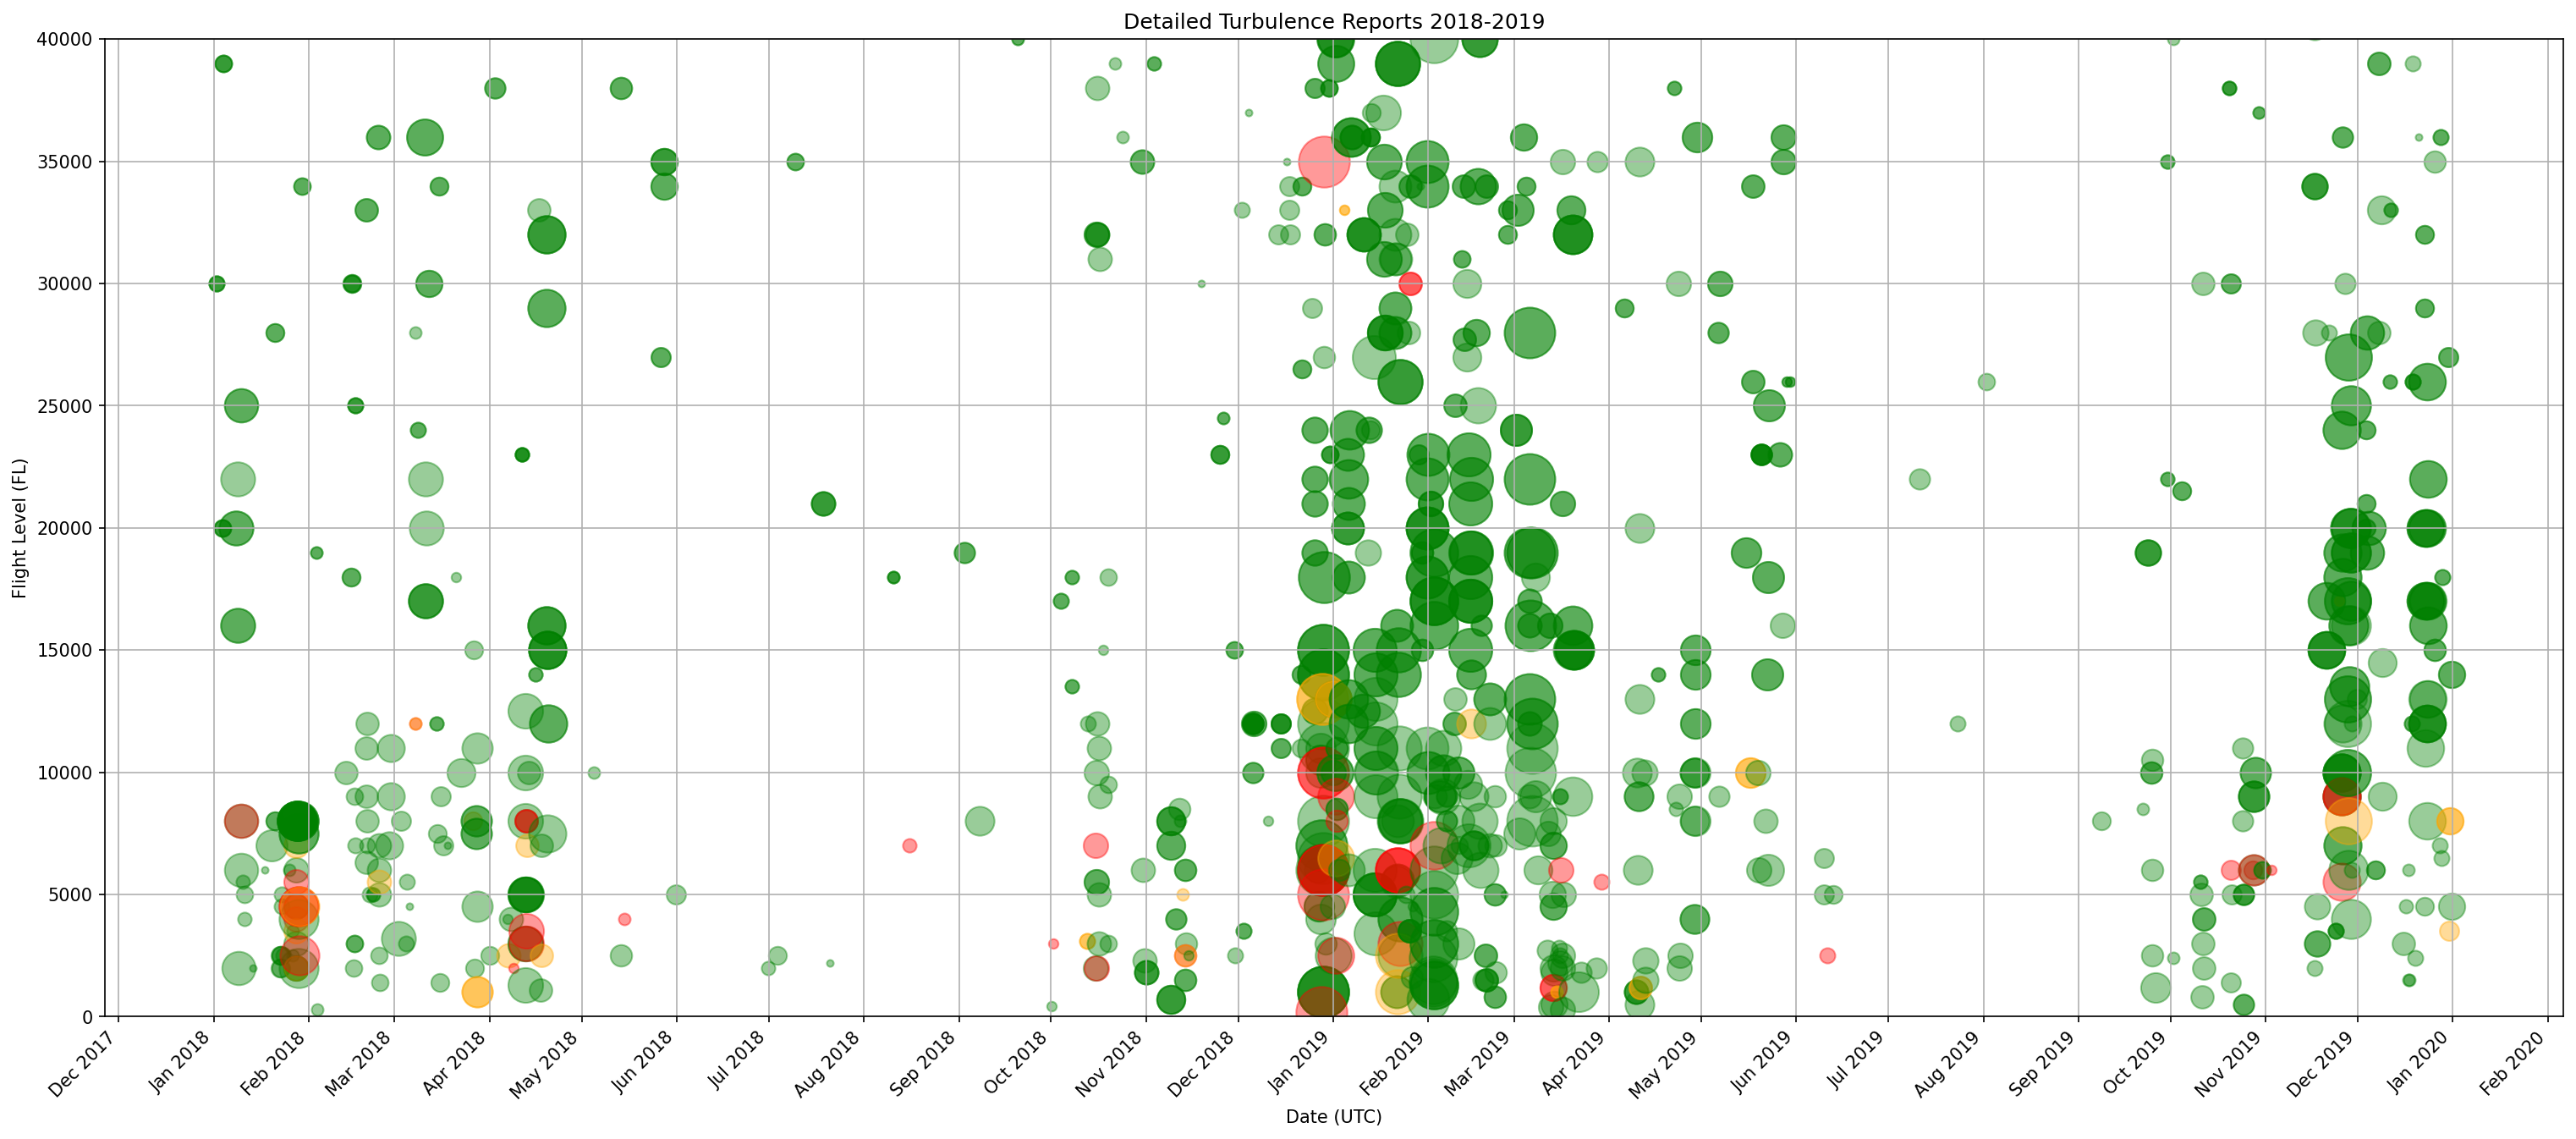 Detailed Turbulence Reports 2018-2019
40000
35000
30000
25000
20000
15000
10000
5000
0
Flight Level (FL)
Dec 2017
Jan 2018
Feb 2018
Mar 2018
Apr 2018
May 2018
Jun 2018
Jul 2018
Aug 2018
Sep 2018
Oct 2018
Nov 2018
Dec 2018
Jan 2019
Feb 2019
Mar 2019
Apr 2019
May 2019
Jun 2019
Jul 2019
Aug 2019
Sep 2019
Oct 2019
Nov 2019
Dec 2019
Jan 2020
Feb 2020
Date (UTC)